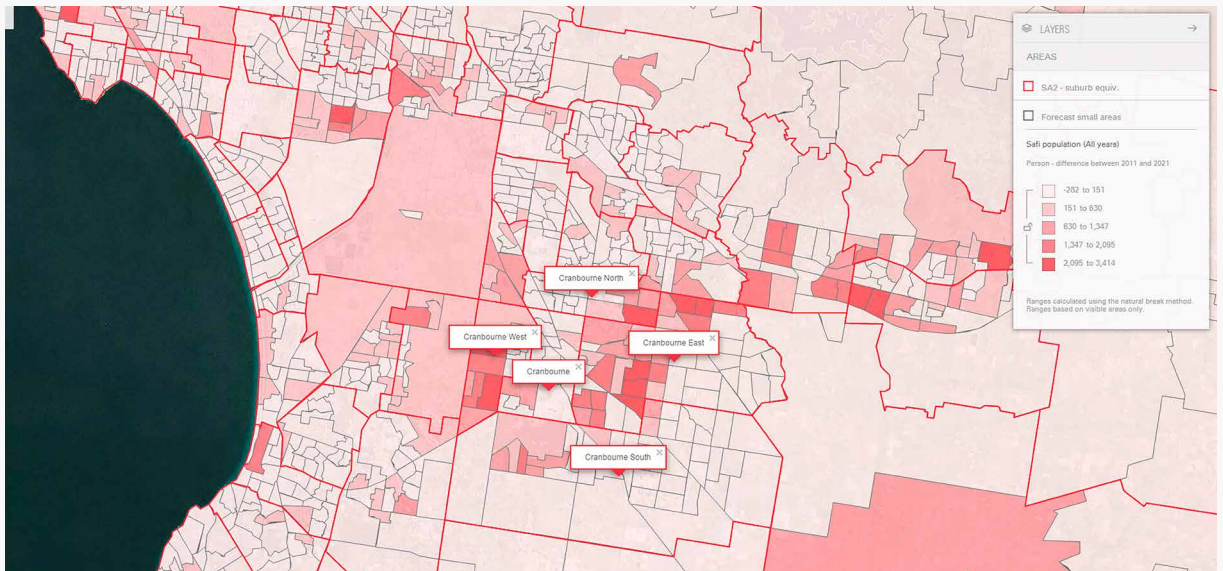 LAYERS
AREAS
SA2 - suburb equiv.
Forecast small areas
Safi population (All years)
Person - difference between 2011 and 2021
-282 to 151
151 to 630
630 to 1,347
1,347 to 2,095
2,095 to 3,414
Ranges calculated using the natural break method.
Ranges based on visible areas only.
Cranbourne North
Cranbourne West
Cranbourne East
Cranbourne
Cranbourne South